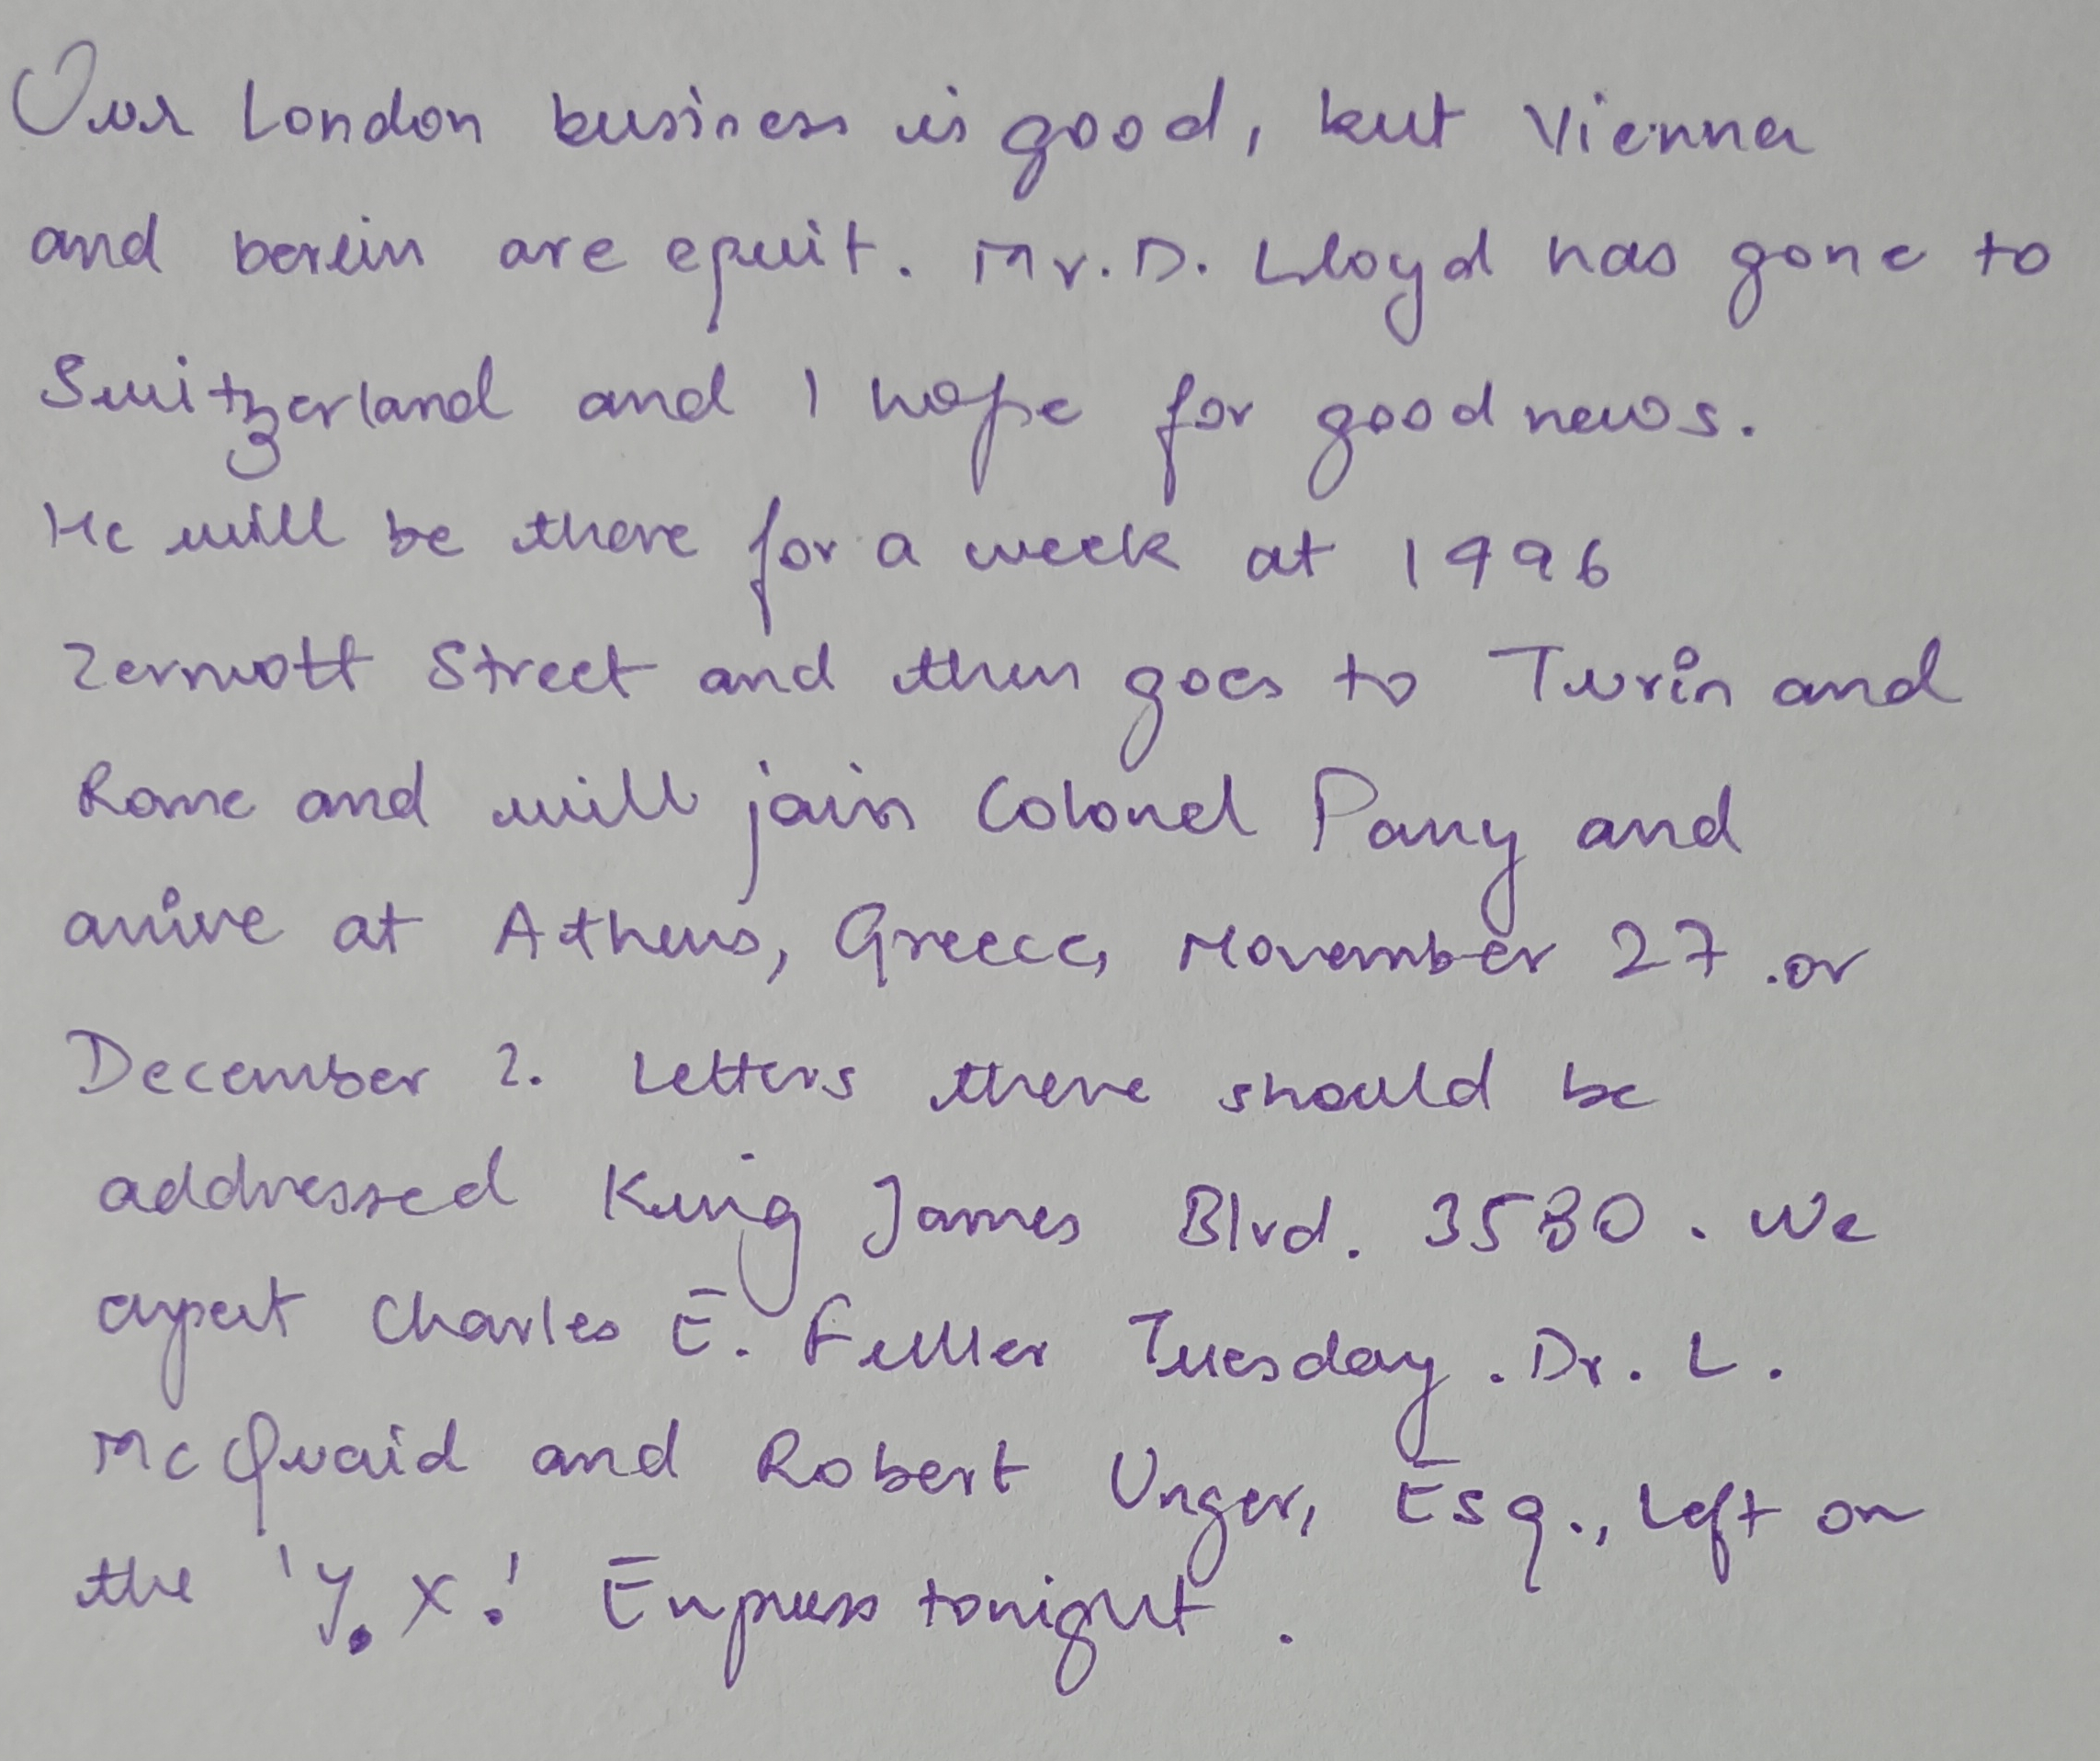 Our London business is good, but Vienna
and berlin are quit. Mr. D. Lloyd has gone to
Switzerland and I hope for good news.
He will be there for a week at 1996
Zermott Street and then goes to Turin and
Rome and will join Colonel Parry and
arrive at Athens, Greece, November 27 or
December 2. Letters there should be
addressed King James Blvd. 3580. We
expect Charles E. Fuller Tuesday. Dr. L.
McQuaid and Robert Unger, Esq., left on
the 'Y. X.' Express tonight.